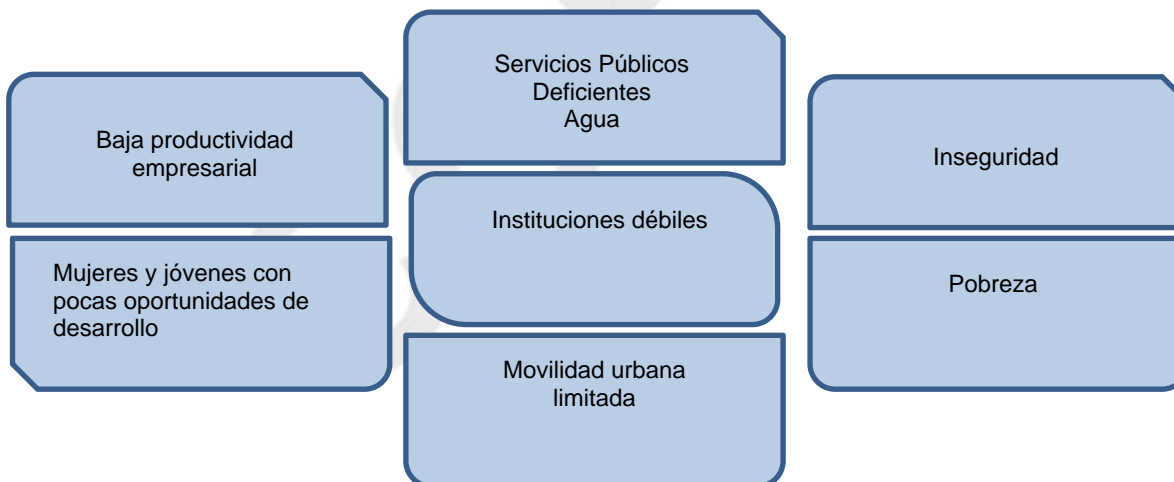 Servicios Públicos
Deficientes
Agua
Baja productividad
empresarial
Inseguridad
Instituciones débiles
Mujeres y jóvenes con
pocas oportunidades de
desarrollo
Pobreza
Movilidad urbana
limitada